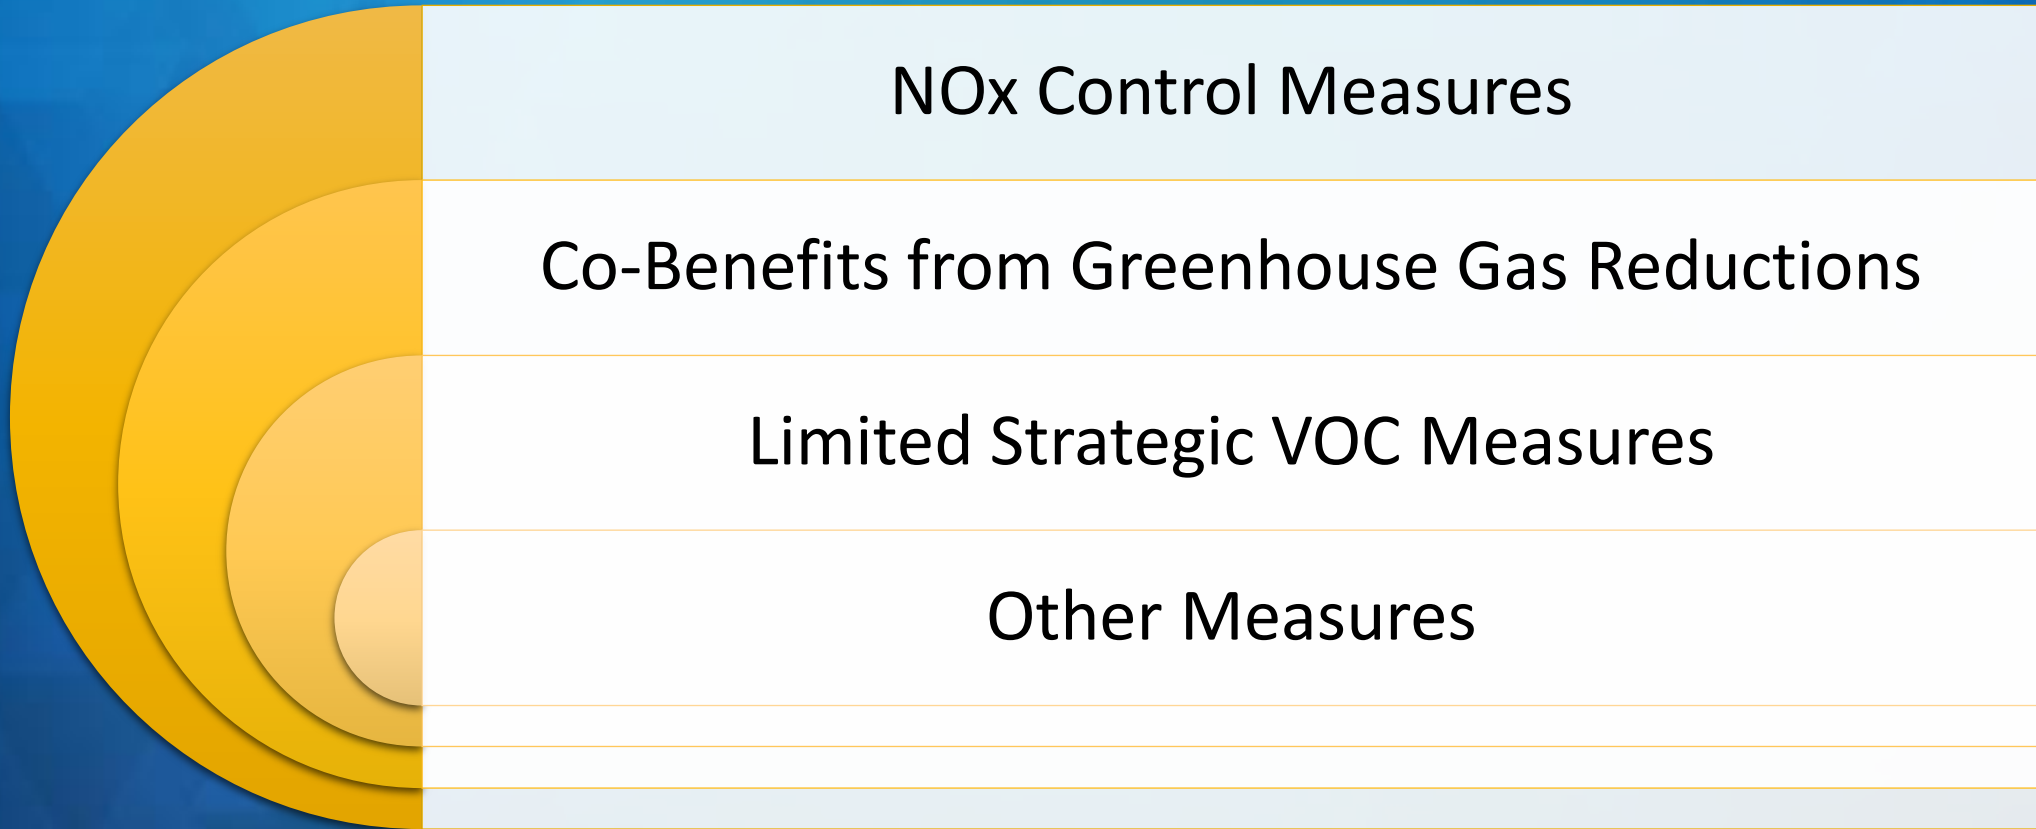 NOx Control Measures
Co-Benefits from Greenhouse Gas Reductions
Limited Strategic VOC Measures
Other Measures